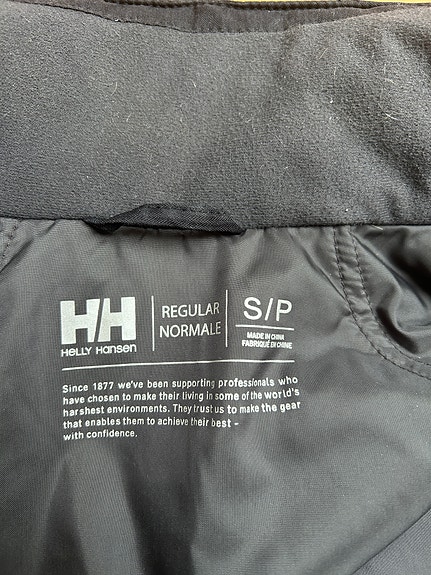 HH
HELLY HANSEN
REGULAR
NORMALE
S/P
MADE IN CHINA
FABRIQUÉ EN CHINE
Since 1877 we've been supporting professionals who
have chosen to make their living in some of the world's
harshest environments. They trust us to make the gear
that enables them to achieve their best –
with confidence.